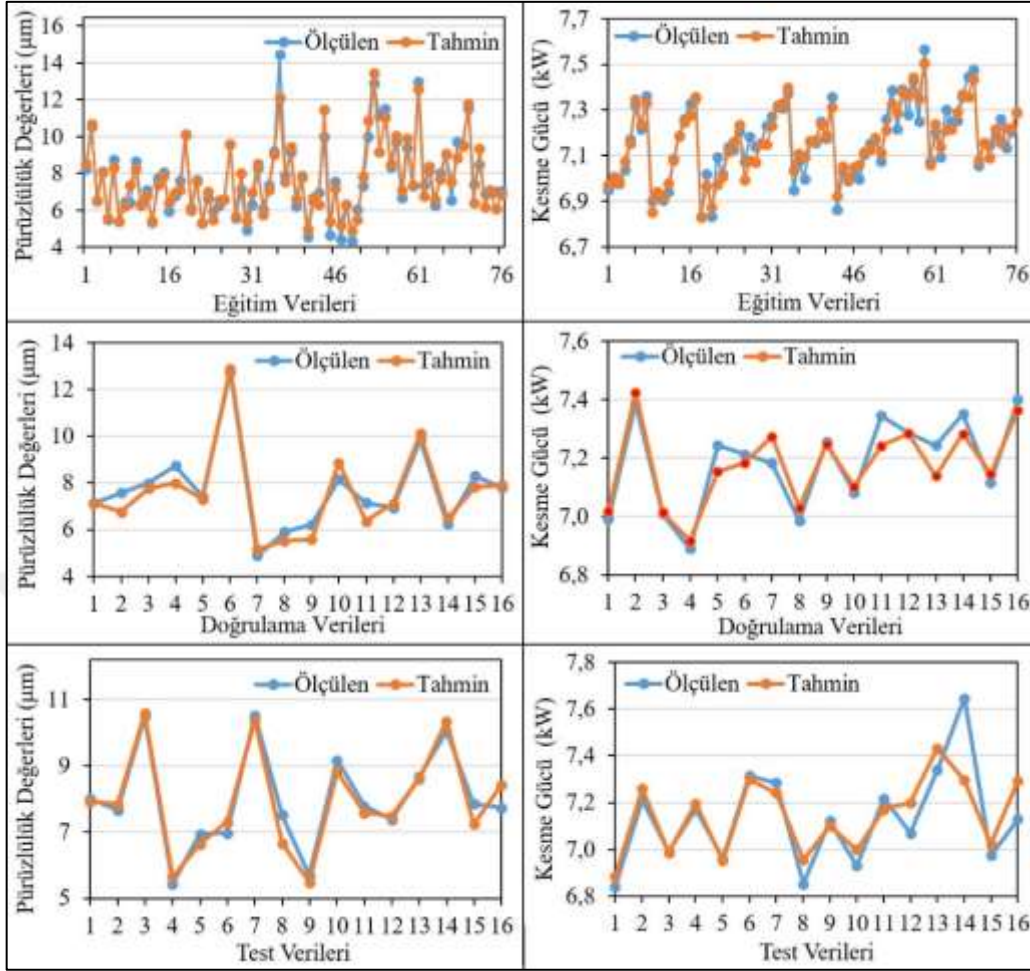 Pürüzlülük Değerleri (µm)
16
14
12
10
8
6
4
Ölçülen
Tahmin
1
16
31
46
61
76
Eğitim Verileri
Kesme Gücü (kW)
7,7
7,5
7,3
7,1
6,9
6,7
Ölçülen
Tahmin
1
16
31
46
61
76
Eğitim Verileri
Pürüzlülük Değerleri (µm)
14
12
10
8
6
4
Ölçülen
Tahmin
1 2 3 4 5 6 7 8 9 10 11 12 13 14 15 16
Doğrulama Verileri
Kesme Gücü (kW)
7,6
7,4
7,2
7,0
6,8
Ölçülen
Tahmin
1 2 3 4 5 6 7 8 9 10 11 12 13 14 15 16
Doğrulama Verileri
Pürüzlülük Değerleri (µm)
11
9
7
5
Ölçülen
Tahmin
1 2 3 4 5 6 7 8 9 10 11 12 13 14 15 16
Test Verileri
Kesme Gücü (kW)
7,8
7,6
7,4
7,2
7,0
6,8
Ölçülen
Tahmin
1 2 3 4 5 6 7 8 9 10 11 12 13 14 15 16
Test Verileri